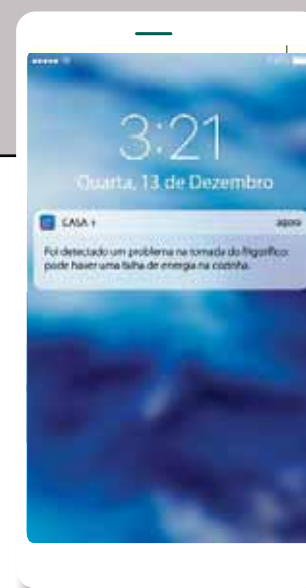 3:21
Quarta, 13 de Dezembro
CASA +
agora
Foi detectado um problema na tomada do frigorífico:
pode haver uma falha de energia na cozinha.